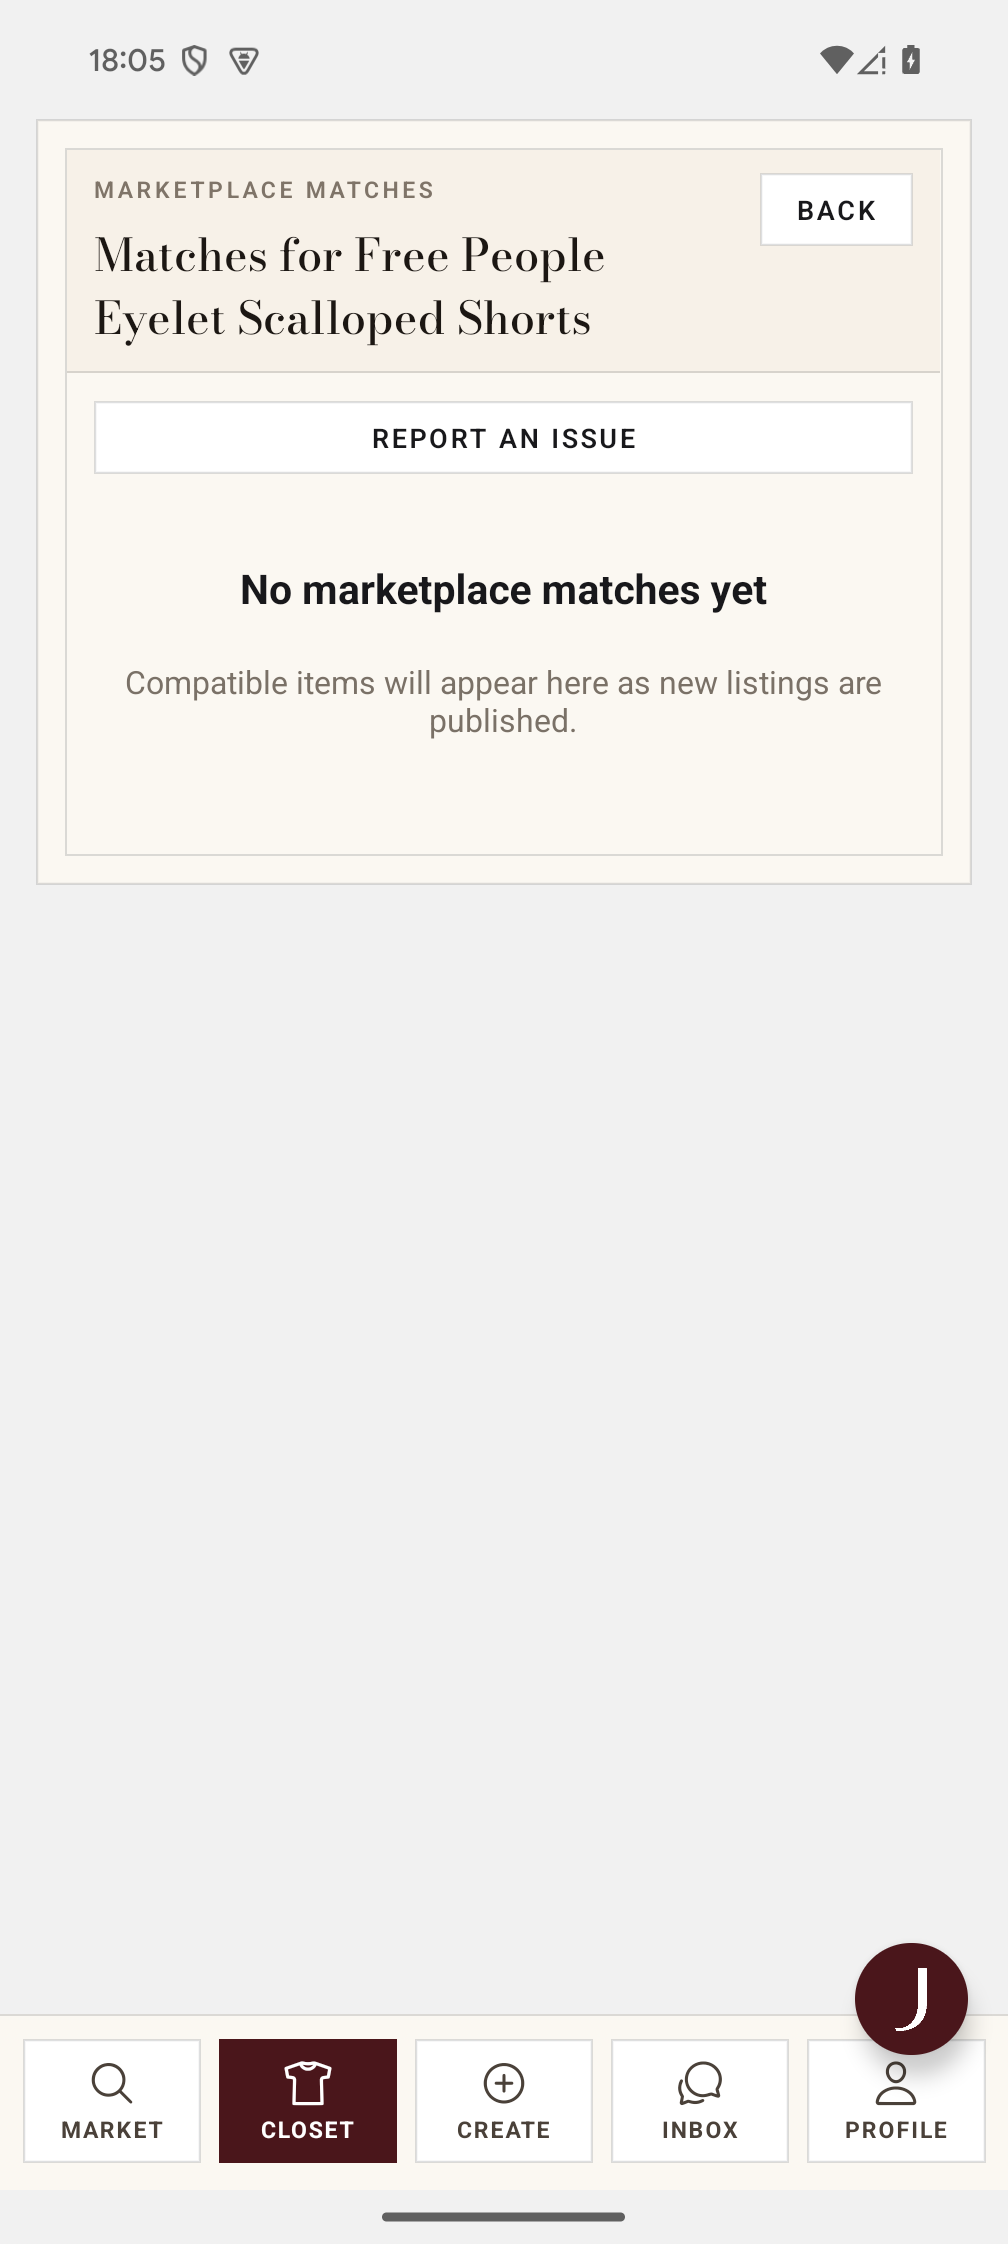 18:05
MARKETPLACE MATCHES
BACK
Matches for Free People
Eyelet Scalloped Shorts
REPORT AN ISSUE
No marketplace matches yet
Compatible items will appear here as new listings are
published.
J
MARKET
CLOSET
CREATE
INBOX
PROFILE